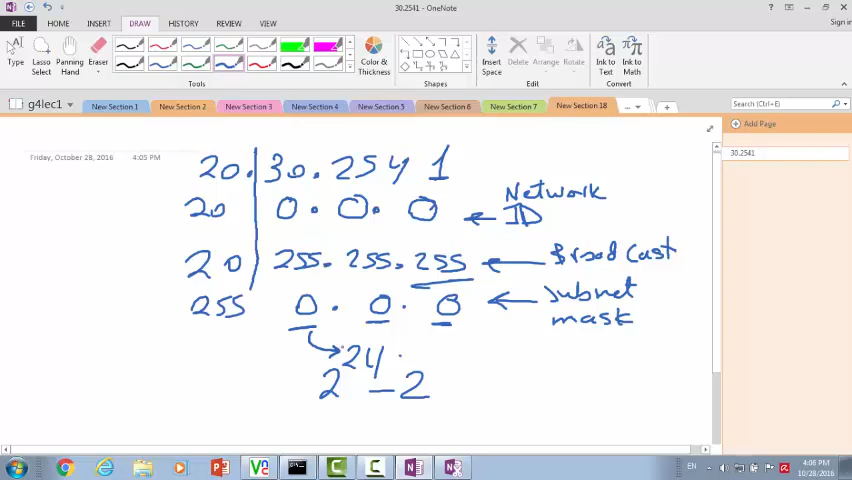 30.2541 - OneNote
Sign in
FILE HOME INSERT DRAW HISTORY REVIEW VIEW
Type
Lasso Select
Panning Hand
Eraser
Color & Thickness
Insert Space
Delete
Arrange
Rotate
Ink to Text
Ink to Math
Tools Shapes Edit Convert
g4lec1 New Section 1 New Section 2 New Section 3 New Section 4 New Section 5 New Section 6 New Section 7 New Section 18 ...
Search (Ctrl+E)
Add Page
30.2541
Friday, October 28, 2016 4:05 PM
20. 30. 254 1
20 0. 0. 0 Network ID
20 255. 255. 255 Broad Cast
255 0. 0. 0 subnet mask
24
2 - 2
EN
4:06 PM
10/28/2016